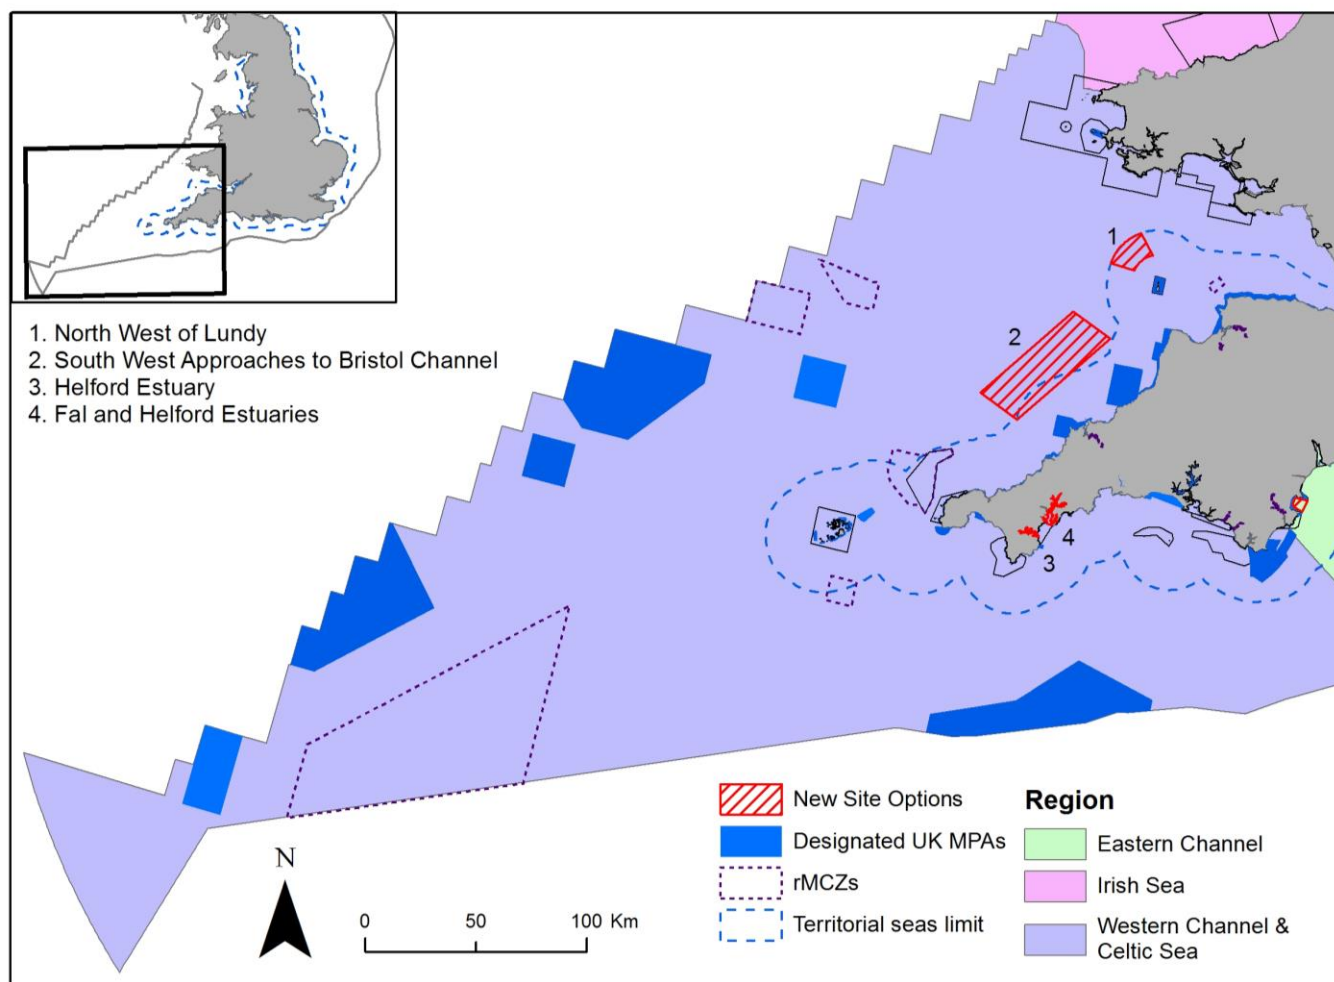 1. North West of Lundy
2. South West Approaches to Bristol Channel
3. Helford Estuary
4. Fal and Helford Estuaries
1
2
3
4
N
0 50 100 Km
New Site Options
Designated UK MPAs
rMCZs
Territorial seas limit
Region
Eastern Channel
Irish Sea
Western Channel &
Celtic Sea